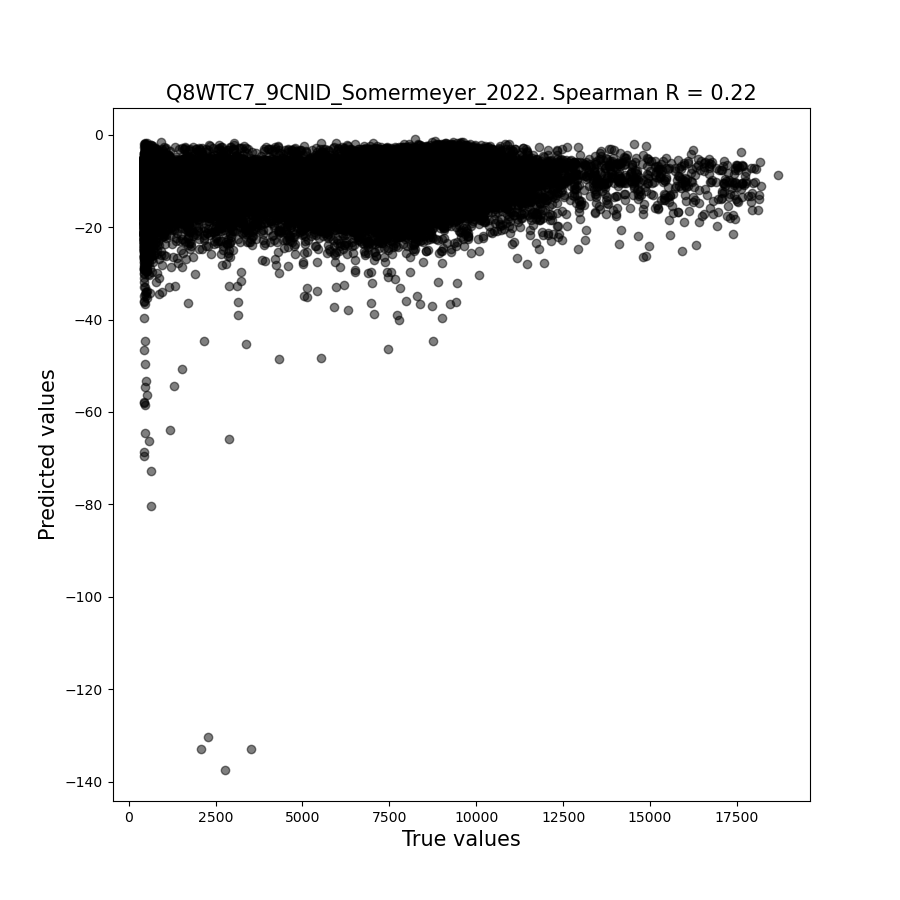 Q8WTC7_9CNID_Somermeyer_2022. Spearman R = 0.22
0
−20
−40
−60
−80
−100
−120
−140
Predicted values
0 2500 5000 7500 10000 12500 15000 17500
True values